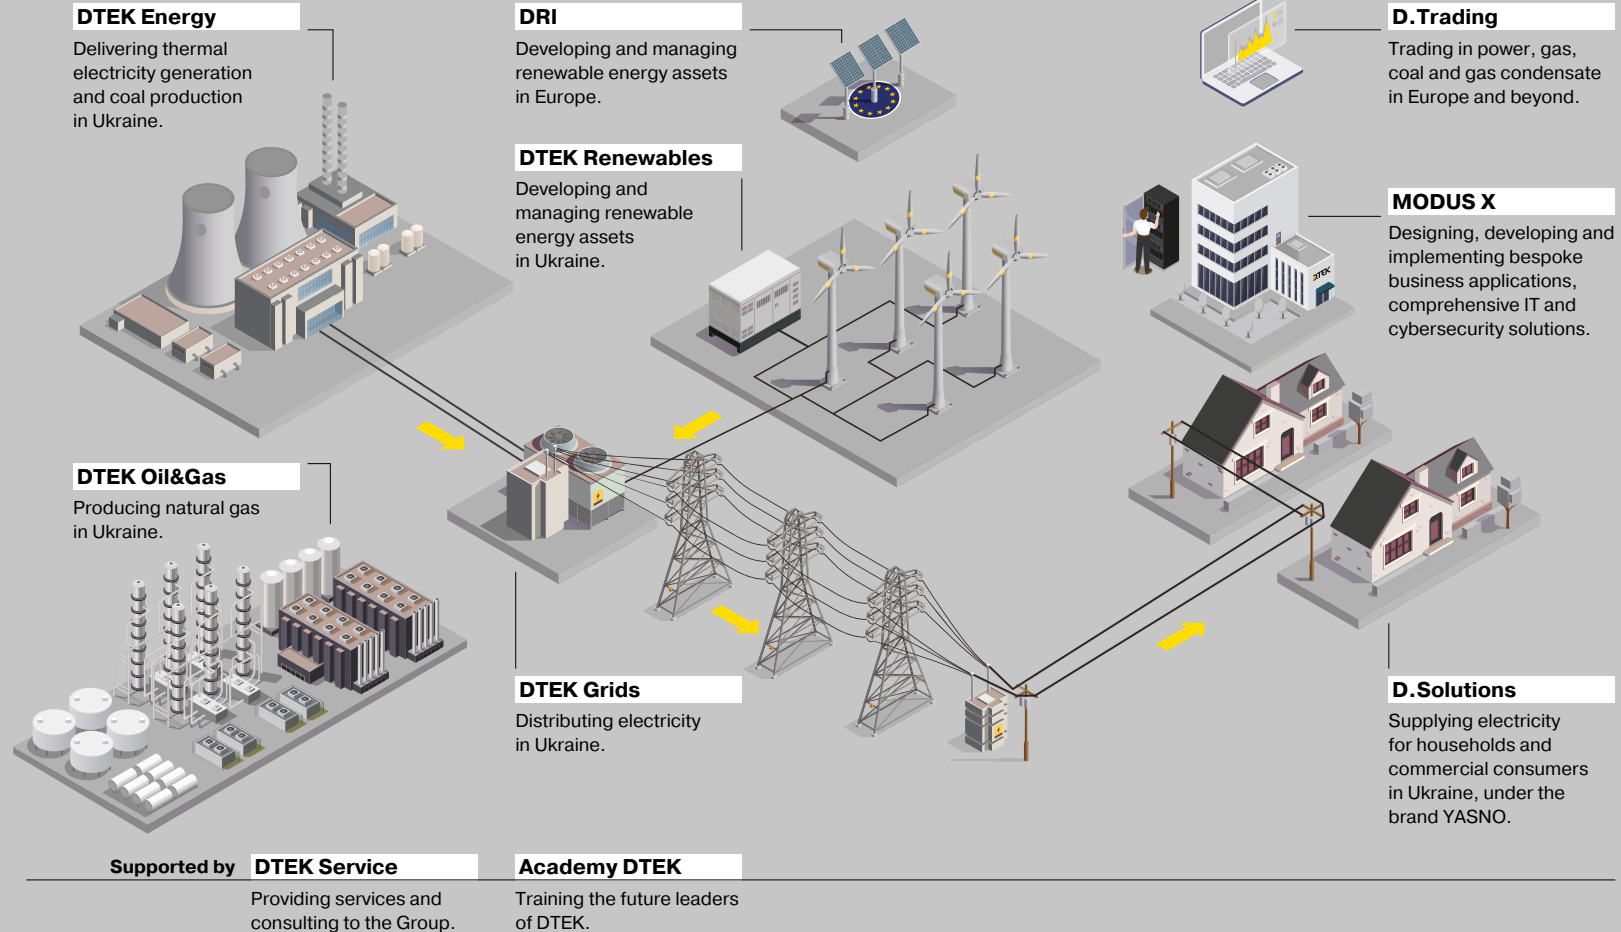 DTEK Energy
Delivering thermal
electricity generation
and coal production
in Ukraine.
DRI
Developing and managing
renewable energy assets
in Europe.
D.Trading
Trading in power, gas,
coal and gas condensate
in Europe and beyond.
DTEK Renewables
Developing and
managing renewable
energy assets
in Ukraine.
MODUS X
Designing, developing and
implementing bespoke
business applications,
comprehensive IT and
cybersecurity solutions.
DTEK
DTEK Oil&Gas
Producing natural gas
in Ukraine.
DTEK Grids
Distributing electricity
in Ukraine.
D.Solutions
Supplying electricity
for households and
commercial consumers
in Ukraine, under the
brand YASNO.
Supported by
DTEK Service
Providing services and
consulting to the Group.
Academy DTEK
Training the future leaders
of DTEK.